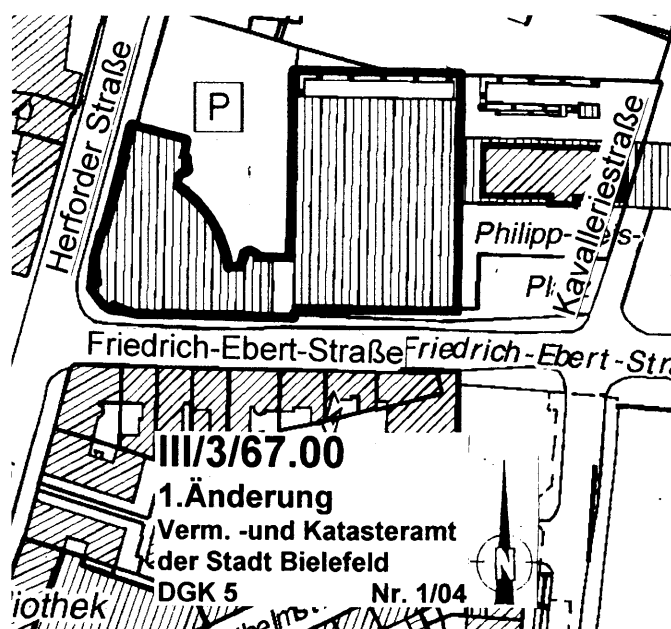 Herforder Straße
P
Kavalleriestraße
Philipp-
Friedrich-Ebert-Straße
Friedrich-Ebert-Stra
III/3/67.00
1.Änderung
Verm. -und Katasteramt
der Stadt Bielefeld
DGK 5 Nr. 1/04
N
iothek